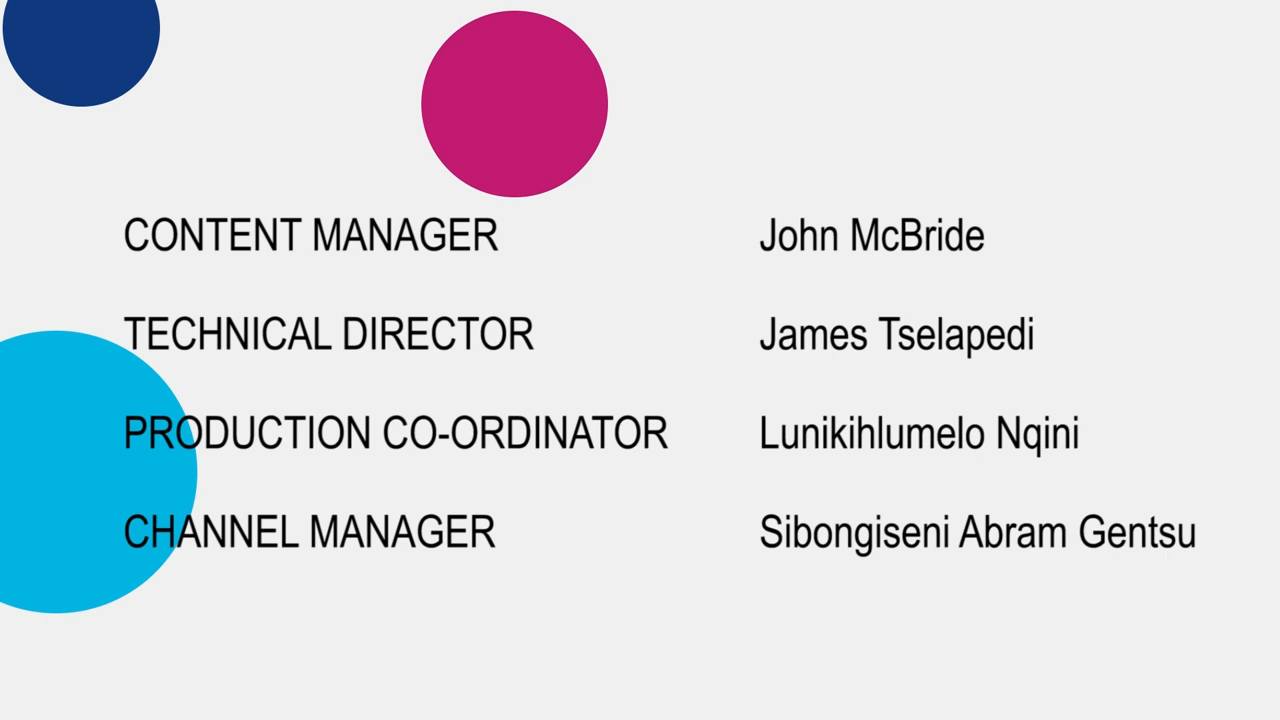 CONTENT MANAGER John McBride
TECHNICAL DIRECTOR James Tselapedi
PRODUCTION CO-ORDINATOR Lunikihlumelo Nqini
CHANNEL MANAGER Sibongiseni Abram Gentsu